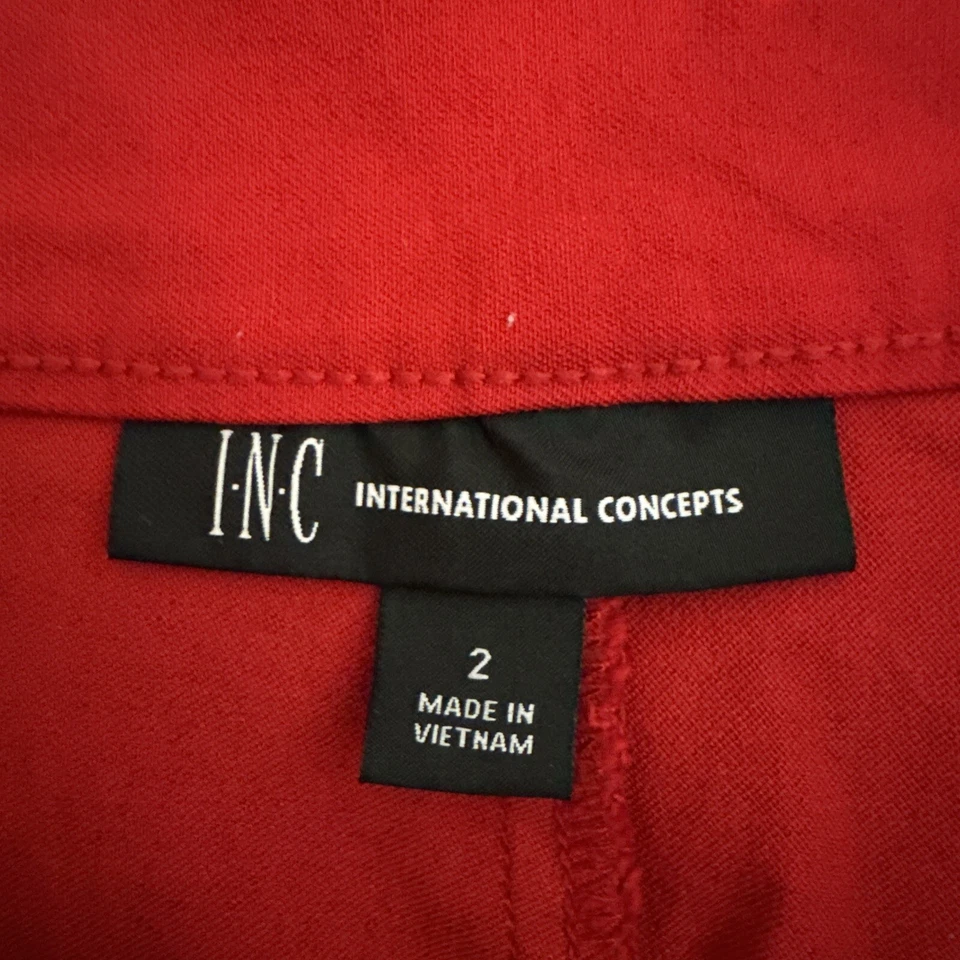 I·N·C INTERNATIONAL CONCEPTS
2
MADE IN
VIETNAM